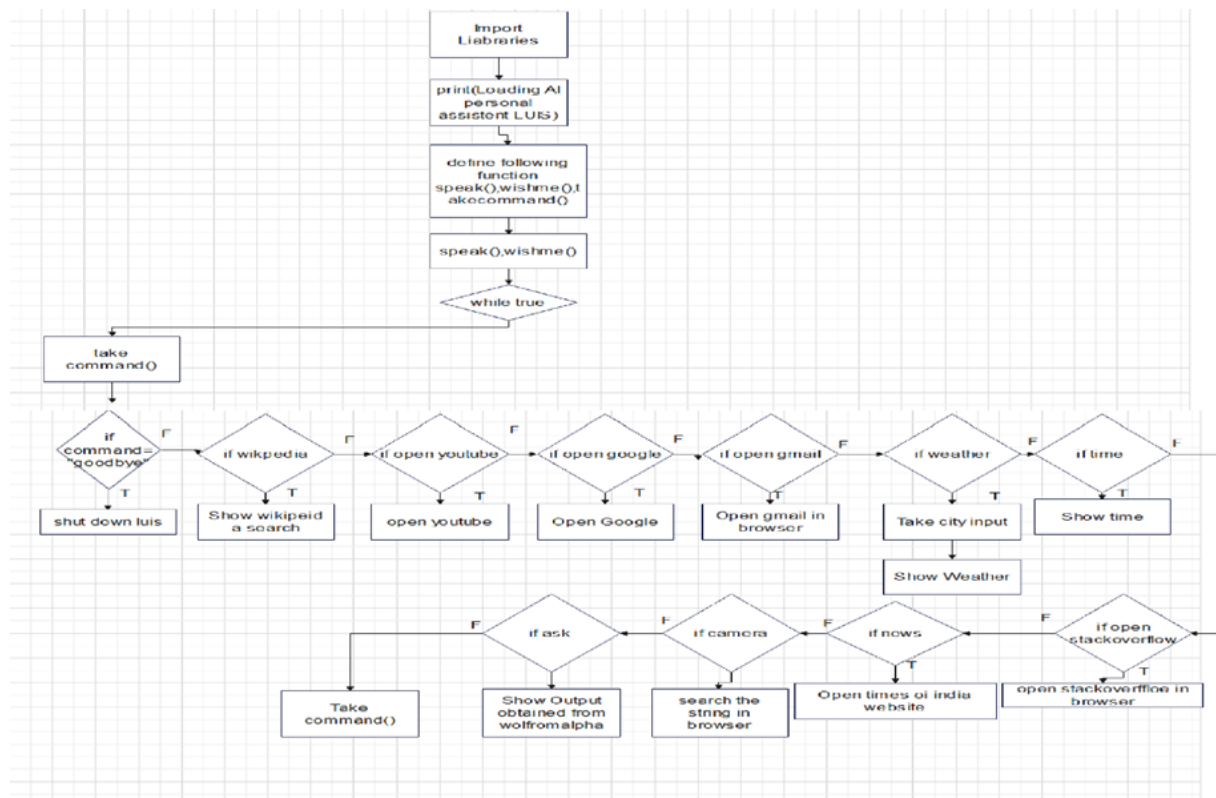 Import
Liabraries
print(Loading AI
personal
assistent LUIS)
define following
function
speak(),wishme(),t
akecommand()
speak(),wishme()
while true
take
command()
if
command=
"goodbye"
F
T
shut down luis
if wikpedia
F
T
Show wikipeid
a search
if open youtube
F
T
open youtube
if open google
F
T
Open Google
if open gmail
F
T
Open gmail in
browser
if weather
F
T
Take city input
Show Weather
if time
F
T
Show time
if open
stackoverflow
F
T
open stackoverffloe in
browser
if news
F
T
Open times of india
website
if camera
F
search the
string in
browser
if ask
F
Show Output
obtained from
wolfromalpha
Take
command()